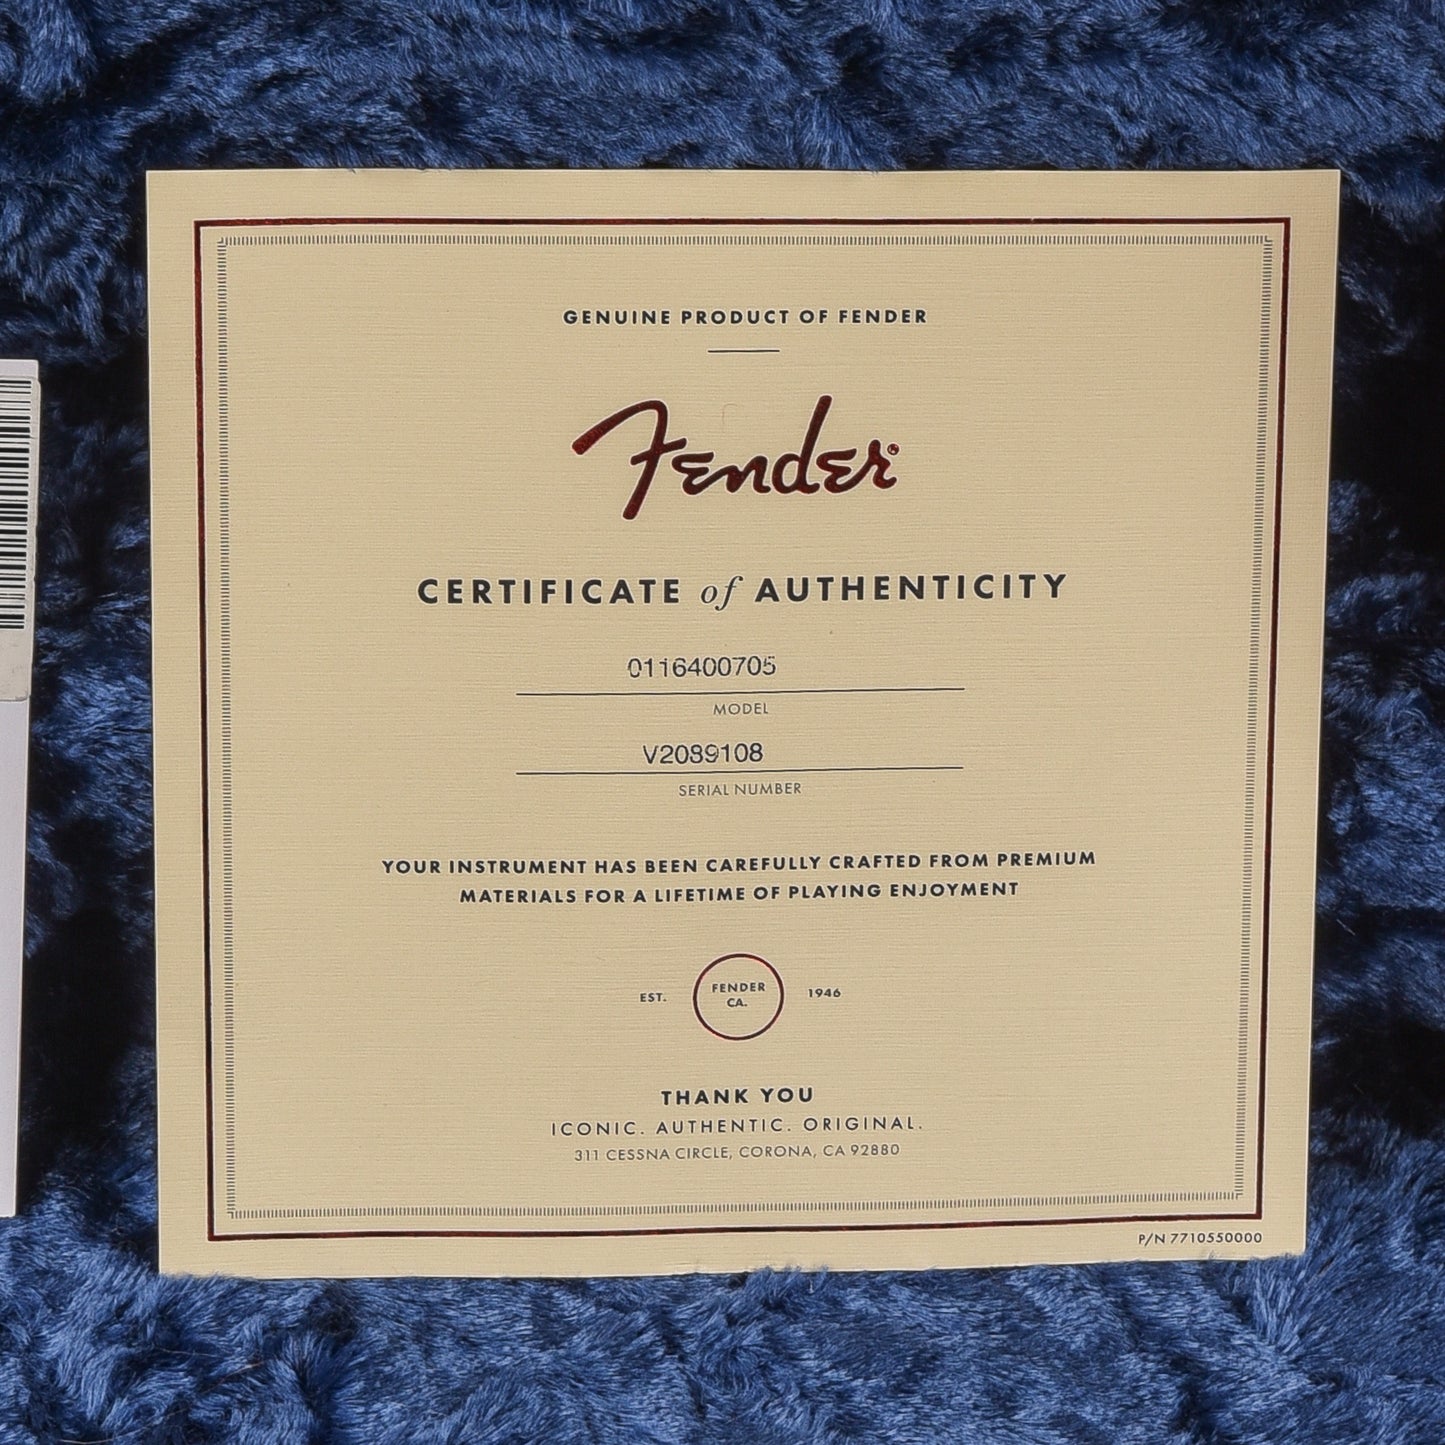 GENUINE PRODUCT OF FENDER
Fender®
CERTIFICATE of AUTHENTICITY
0116400705
MODEL
V2089108
SERIAL NUMBER
YOUR INSTRUMENT HAS BEEN CAREFULLY CRAFTED FROM PREMIUM
MATERIALS FOR A LIFETIME OF PLAYING ENJOYMENT
EST. FENDER CA. 1946
THANK YOU
ICONIC. AUTHENTIC. ORIGINAL.
311 CESSNA CIRCLE, CORONA, CA 92880
P/N 7710550000